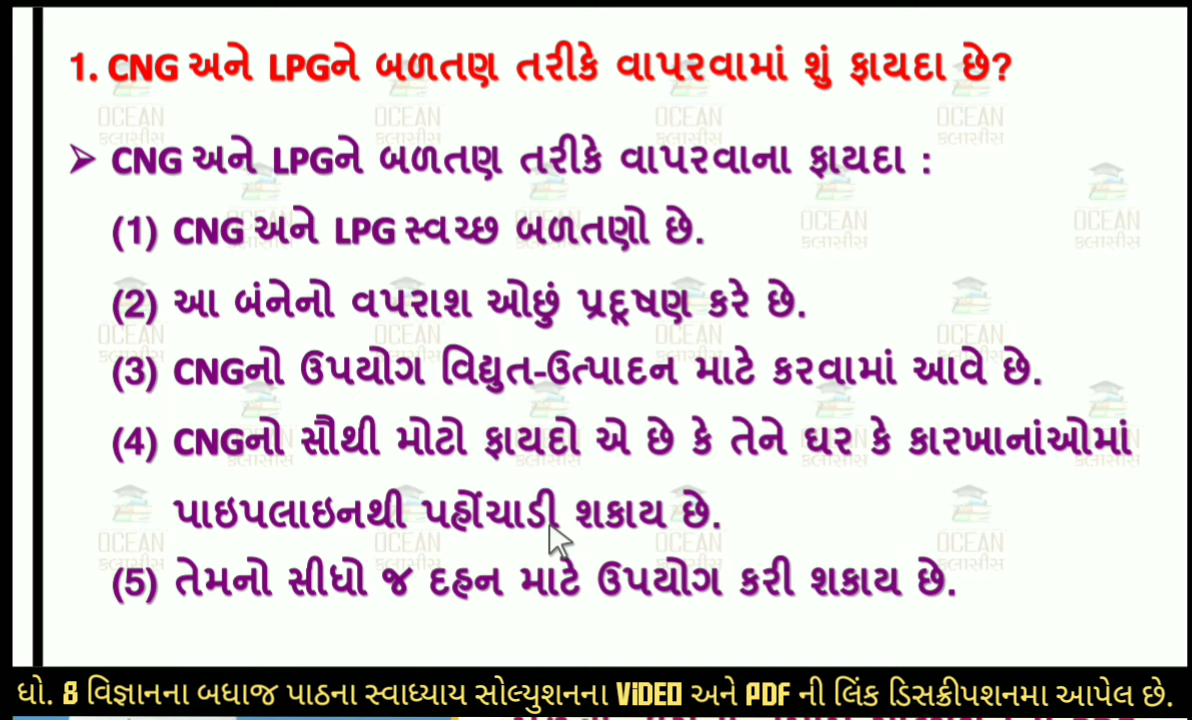 1. CNG અને LPGને બળતણ તરીકે વાપરવામાં શું ફાયદા છે?
➢ CNG અને LPGને બળતણ તરીકે વાપરવાના ફાયદા :
(1) CNG અને LPG સ્વચ્છ બળતણો છે.
(2) આ બંનેનો વપરાશ ઓછું પ્રદૂષણ કરે છે.
(3) CNGનો ઉપયોગ વિદ્યુત-ઉત્પાદન માટે કરવામાં આવે છે.
(4) CNGનો સૌથી મોટો ફાયદો એ છે કે તેને ઘર કે કારખાનાંઓમાં
પાઇપલાઇનથી પહોંચાડી શકાય છે.
(5) તેમનો સીધો જ દહન માટે ઉપયોગ કરી શકાય છે.
ધો. 8 વિજ્ઞાનના બધાજ પાઠના સ્વાધ્યાય સોલ્યુશનના ViDEO અને PDF ની લિંક ડિસક્રીપશનમા આપેલ છે.
OCEAN
ક્લાસીસ